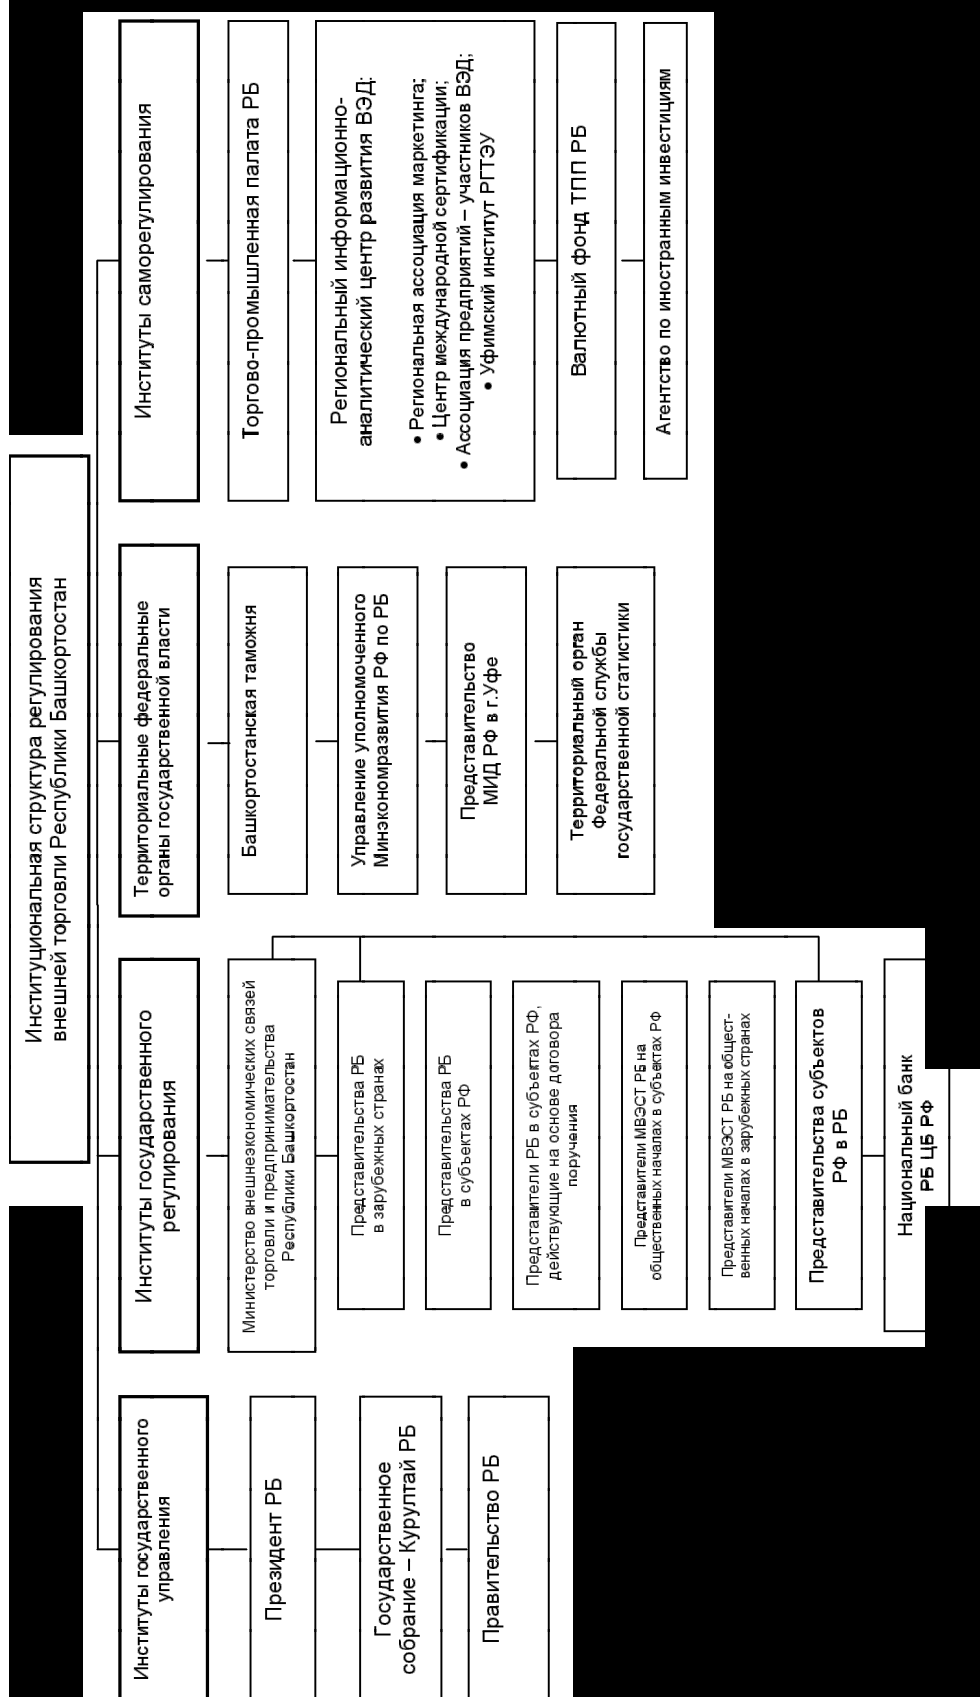 Институциональная структура регулирования
внешней торговли Республики Башкортостан
Институты государственного
управления
Президент РБ
Государственное
собрание – Курултай РБ
Правительство РБ
Институты государственного
регулирования
Министерство внешнеэкономических связей
торговли и предпринимательства
Республики Башкортостан
Представительства РБ
в зарубежных странах
Представительства РБ
в субъектах РФ
Представители РБ в субъектах РФ,
действующие на основе договора
поручения
Представители МВЭСТ РБ на
общественных началах в субъектах РФ
Представители МВЭСТ РБ на общест-
венных началах в зарубежных странах
Представительства субъектов
РФ в РБ
Национальный банк
РБ ЦБ РФ
Территориальные федеральные
органы государственной власти
Башкортостанская таможня
Управление уполномоченного
Минэкономразвития РФ по РБ
Представительство
МИД РФ в г.Уфе
Территориальный орган
Федеральной службы
государственной статистики
Институты саморегулирования
Торгово-промышленная палата РБ
Региональный информационно-
аналитический центр развития ВЭД:
• Региональная ассоциация маркетинга;
• Центр международной сертификации;
• Ассоциация предприятий – участников ВЭД;
• Уфимский институт РГТЭУ
Валютный фонд ТПП РБ
Агентство по иностранным инвестициям